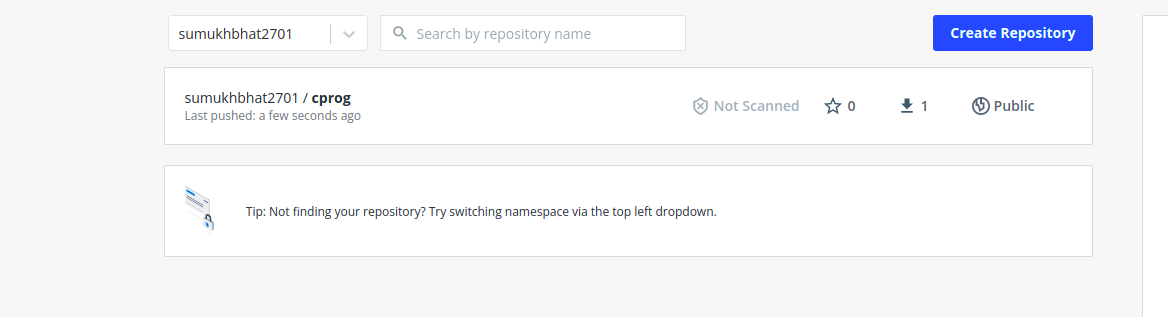 sumukhbhat2701
Search by repository name
Create Repository
sumukhbhat2701 / cprog
Last pushed: a few seconds ago
Not Scanned
0
1
Public
Tip: Not finding your repository? Try switching namespace via the top left dropdown.